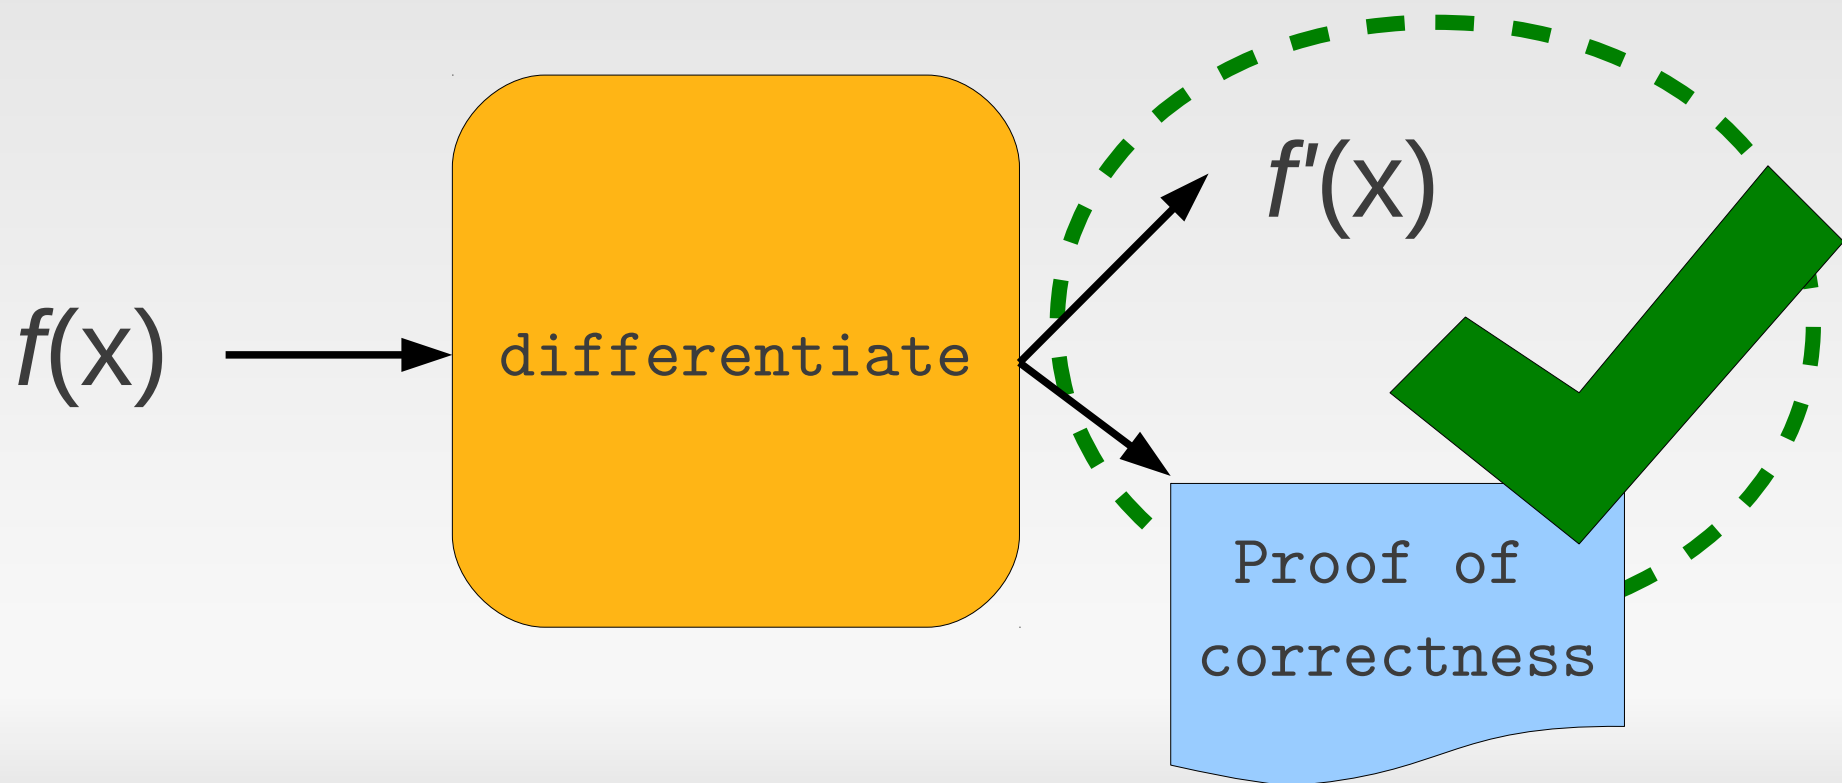 f(x)
differentiate
f'(x)
Proof of
correctness